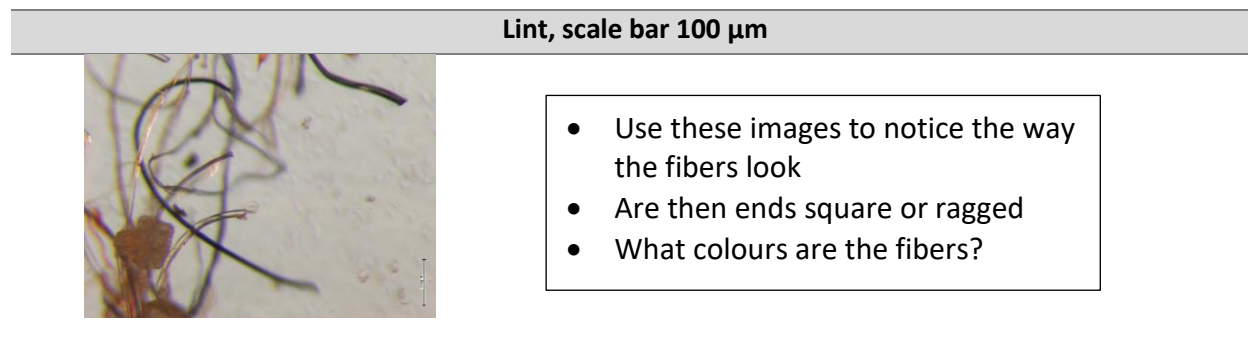 Lint, scale bar 100 µm
• Use these images to notice the way
the fibers look
• Are then ends square or ragged
• What colours are the fibers?